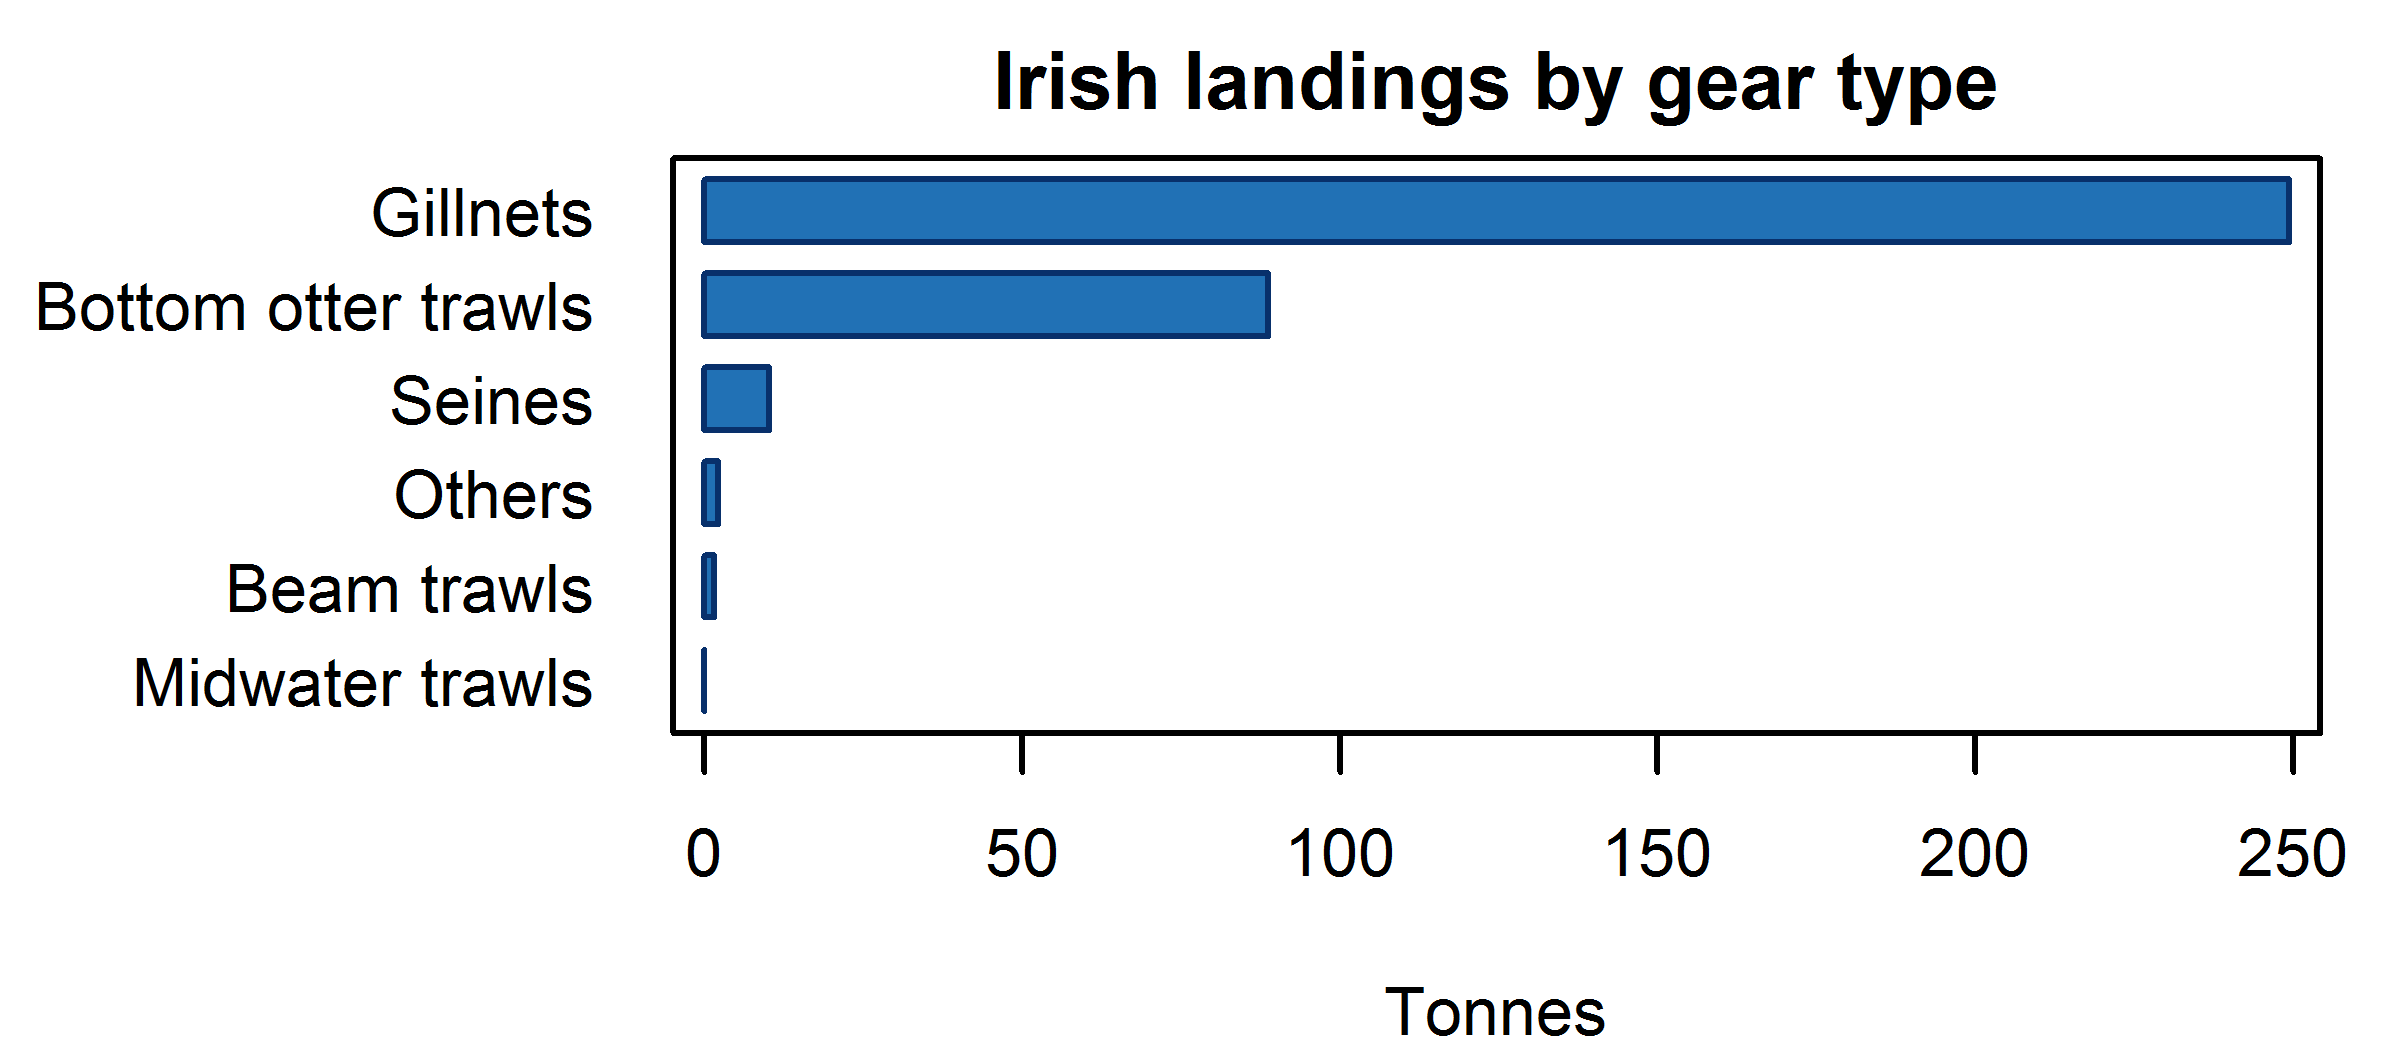 Irish landings by gear type
Gillnets
Bottom otter trawls
Seines
Others
Beam trawls
Midwater trawls
0 50 100 150 200 250
Tonnes